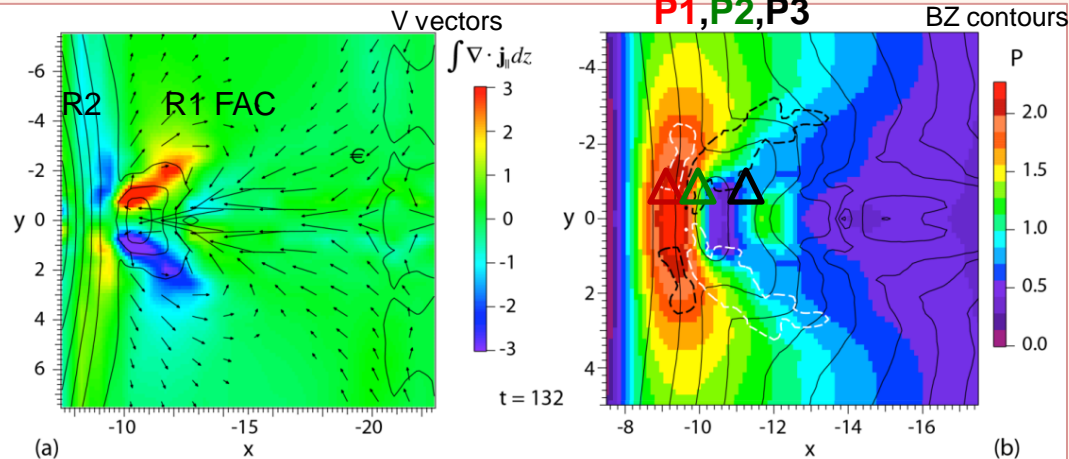 V vectors
P1,P2,P3
BZ contours
∫∇·j∥dz
P
R2
R1 FAC
€
-6
-4
-2
y 0
2
4
6
-10
-15
-20
x
(a)
3
2
1
0
-1
-2
-3
t = 132
-4
-2
y 0
2
4
-8
-10
-12
-14
-16
x
(b)
2.0
1.5
1.0
0.5
0.0